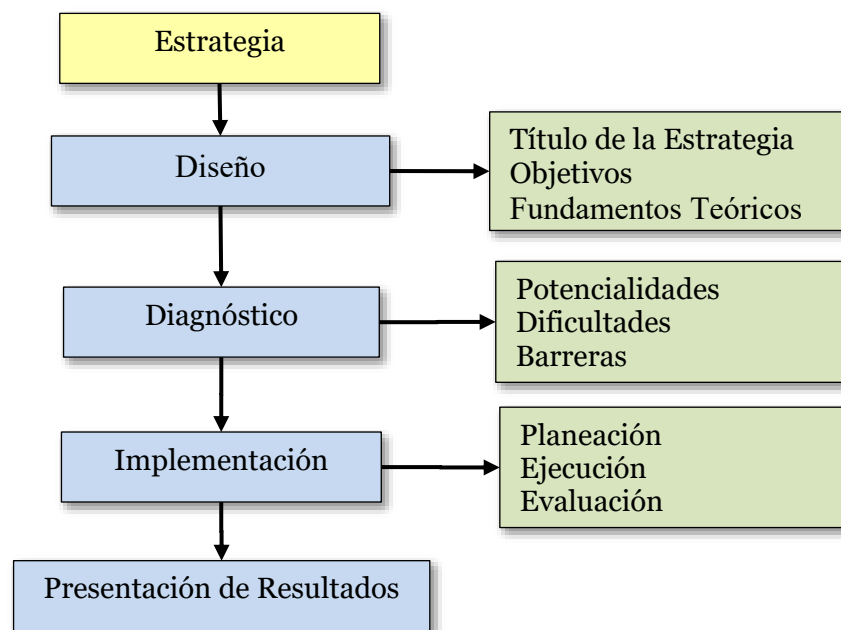 Estrategia
Diseño
Título de la Estrategia
Objetivos
Fundamentos Teóricos
Diagnóstico
Potencialidades
Dificultades
Barreras
Implementación
Planeación
Ejecución
Evaluación
Presentación de Resultados